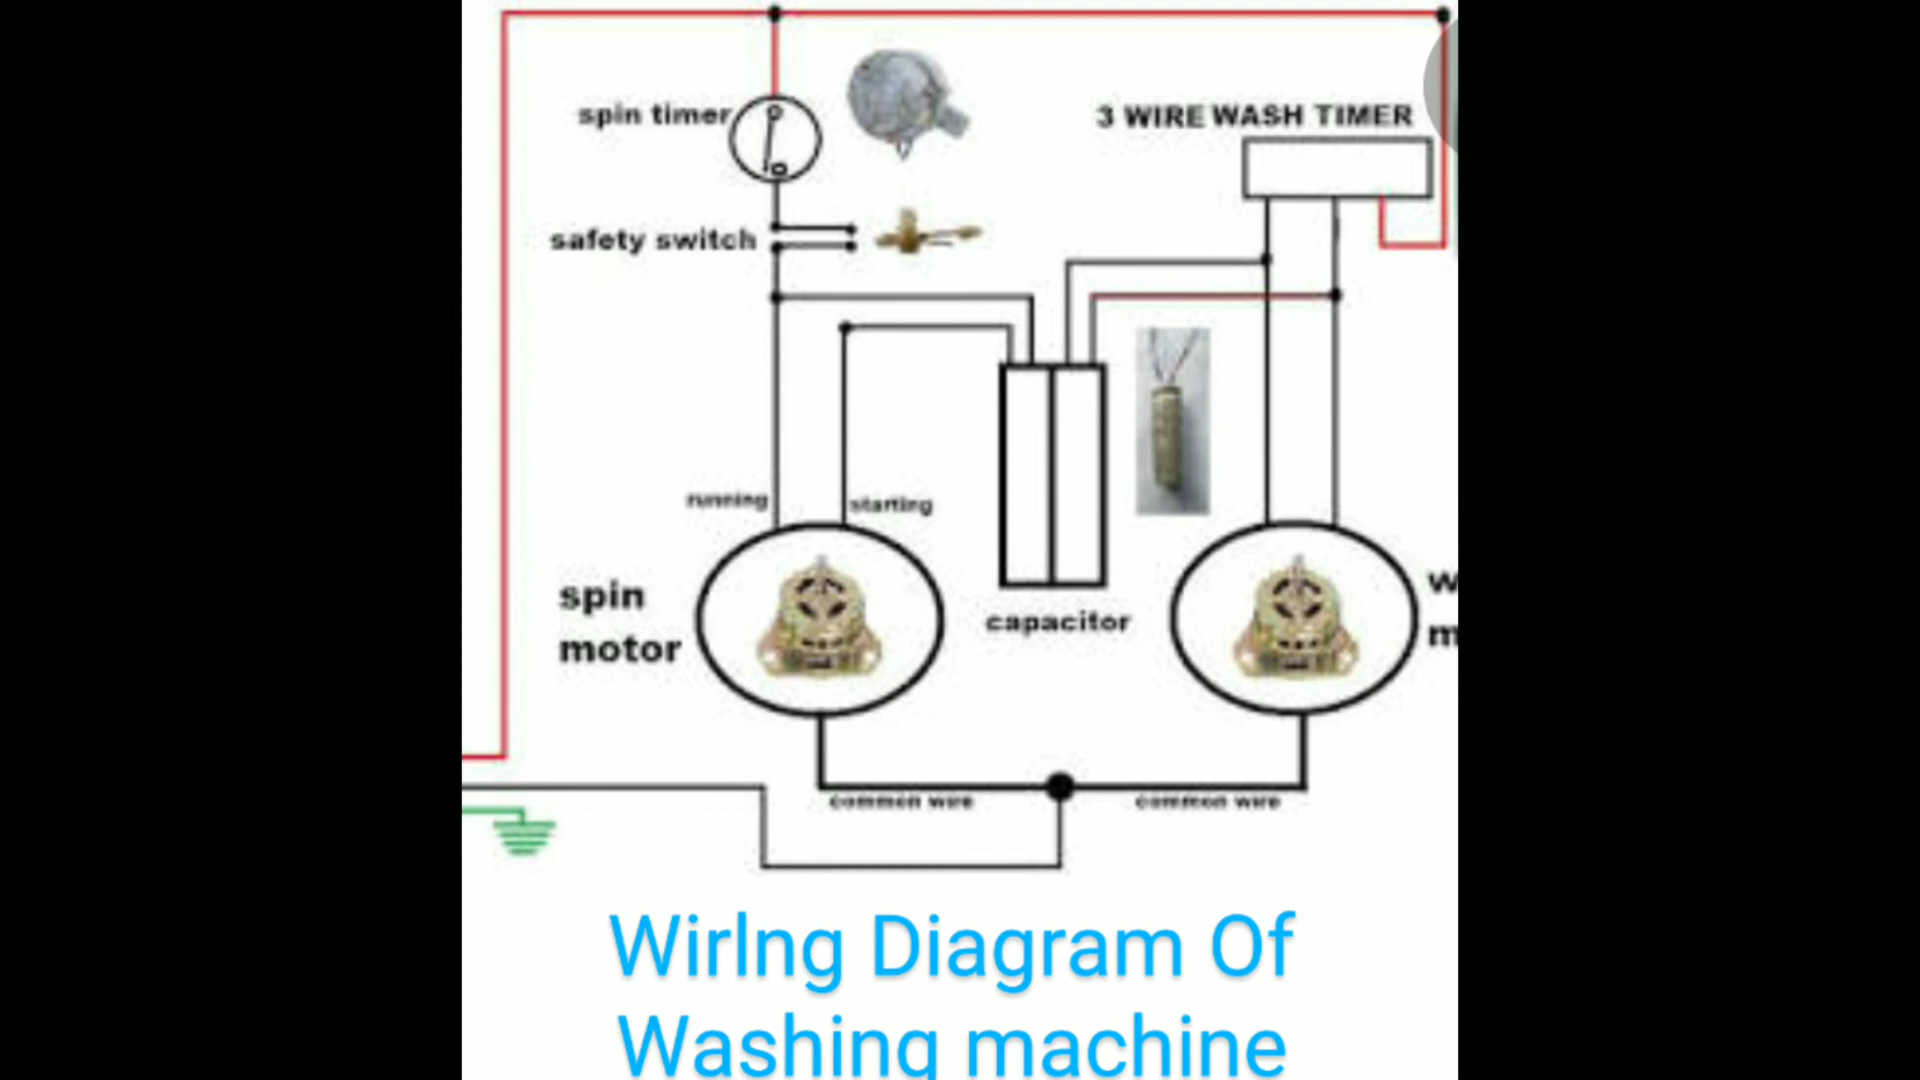 spin timer
3 WIRE WASH TIMER
safety switch
running
starting
spin
motor
capacitor
w
m
common wire
common wire
WirIng Diagram Of
Washing machine